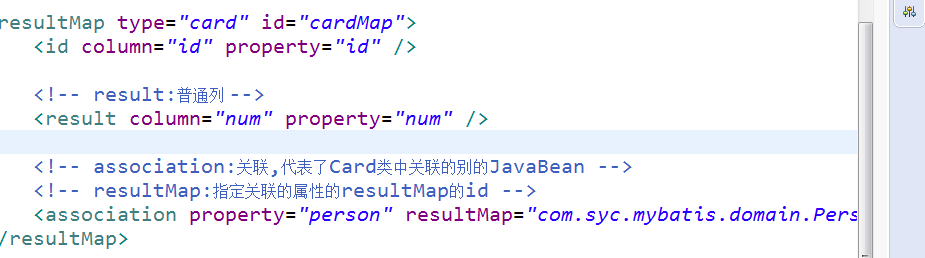 resultMap type="card" id="cardMap">
<id column="id" property="id" />
<!-- result:普通列 -->
<result column="num" property="num" />
<!-- association:关联,代表了Card类中关联的别的JavaBean -->
<!-- resultMap:指定关联的属性的resultMap的id -->
<association property="person" resultMap="com.syc.mybatis.domain.Pers
/resultMap>